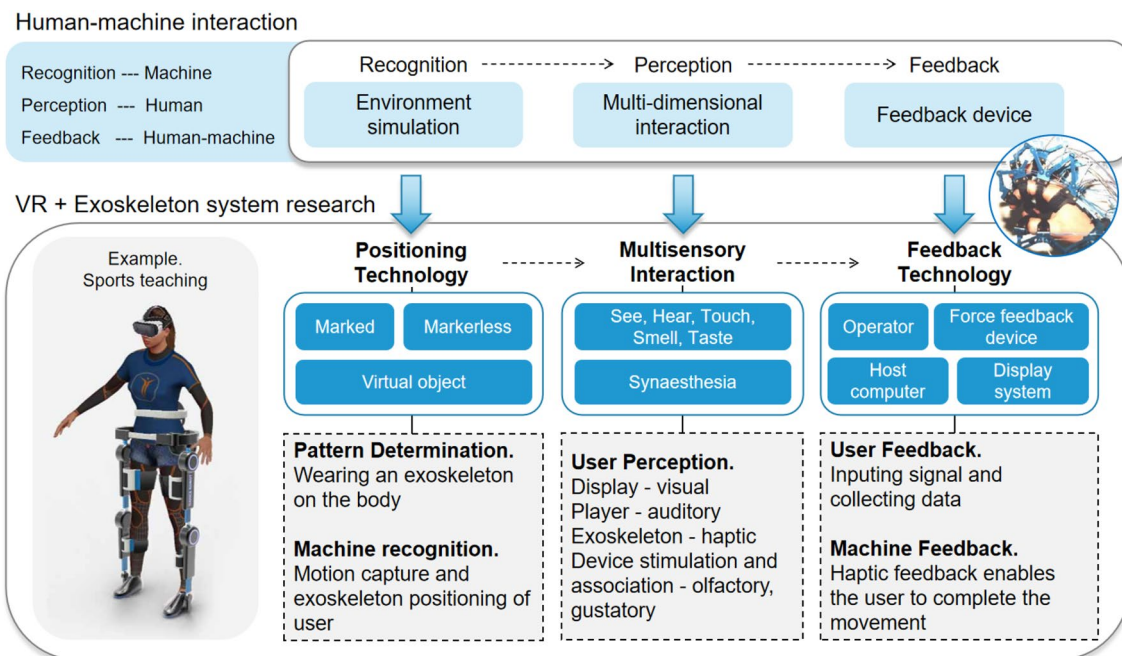 Human-machine interaction
Recognition --- Machine
Perception --- Human
Feedback --- Human-machine
Recognition
Perception
Feedback
Environment
simulation
Multi-dimensional
interaction
Feedback device
VR + Exoskeleton system research
Example.
Sports teaching
Positioning
Technology
Multisensory
Interaction
Feedback
Technology
Marked
Markerless
Virtual object
See, Hear, Touch,
Smell, Taste
Synaesthesia
Operator
Force feedback
device
Host
computer
Display
system
Pattern Determination.
Wearing an exoskeleton
on the body
Machine recognition.
Motion capture and
exoskeleton positioning of
user
User Perception.
Display - visual
Player - auditory
Exoskeleton - haptic
Device stimulation and
association - olfactory,
gustatory
User Feedback.
Inputing signal and
collecting data
Machine Feedback.
Haptic feedback enables
the user to complete the
movement